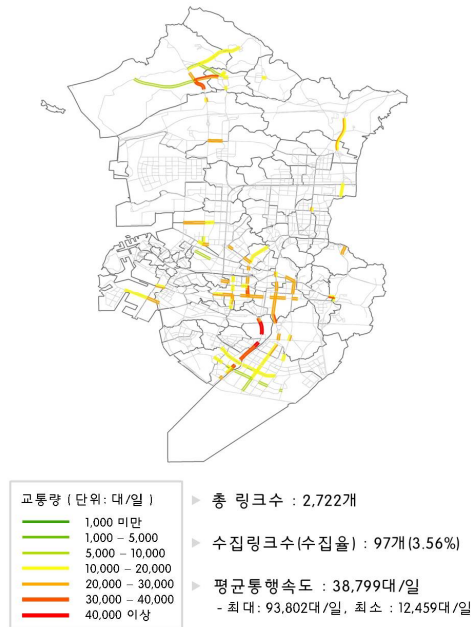 교통량 ( 단위: 대/일 )
1,000 미만
1,000 – 5,000
5,000 – 10,000
10,000 – 20,000
20,000 – 30,000
30,000 – 40,000
40,000 이상
총 링크수 : 2,722개
수집링크수(수집율) : 97개(3.56%)
평균통행속도 : 38,799대/일
- 최대: 93,802대/일, 최소 : 12,459대/일